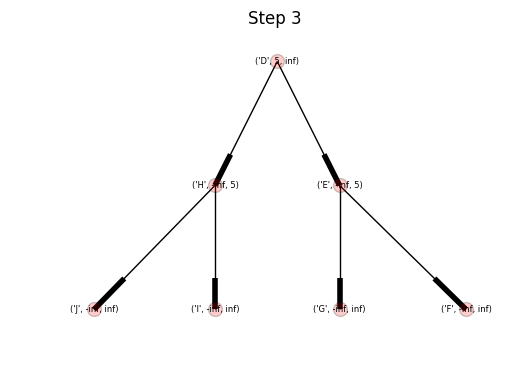 Step 3
('D', 5, inf)
('H', -inf, 5)
('E', -inf, 5)
('J', -inf, inf)
('I', -inf, inf)
('G', -inf, inf)
('F', -inf, inf)